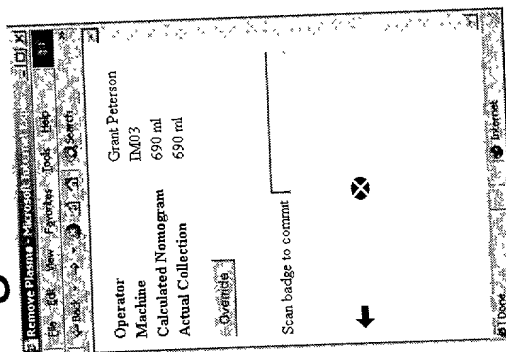 Remove Plasma - Microsoft Internet
File Edit View Favorites Tools Help
Back Search
Operator Grant Peterson
Machine IM03
Calculated Nomogram 690 ml
Actual Collection 690 ml
Override
Scan badge to commit
Done Internet